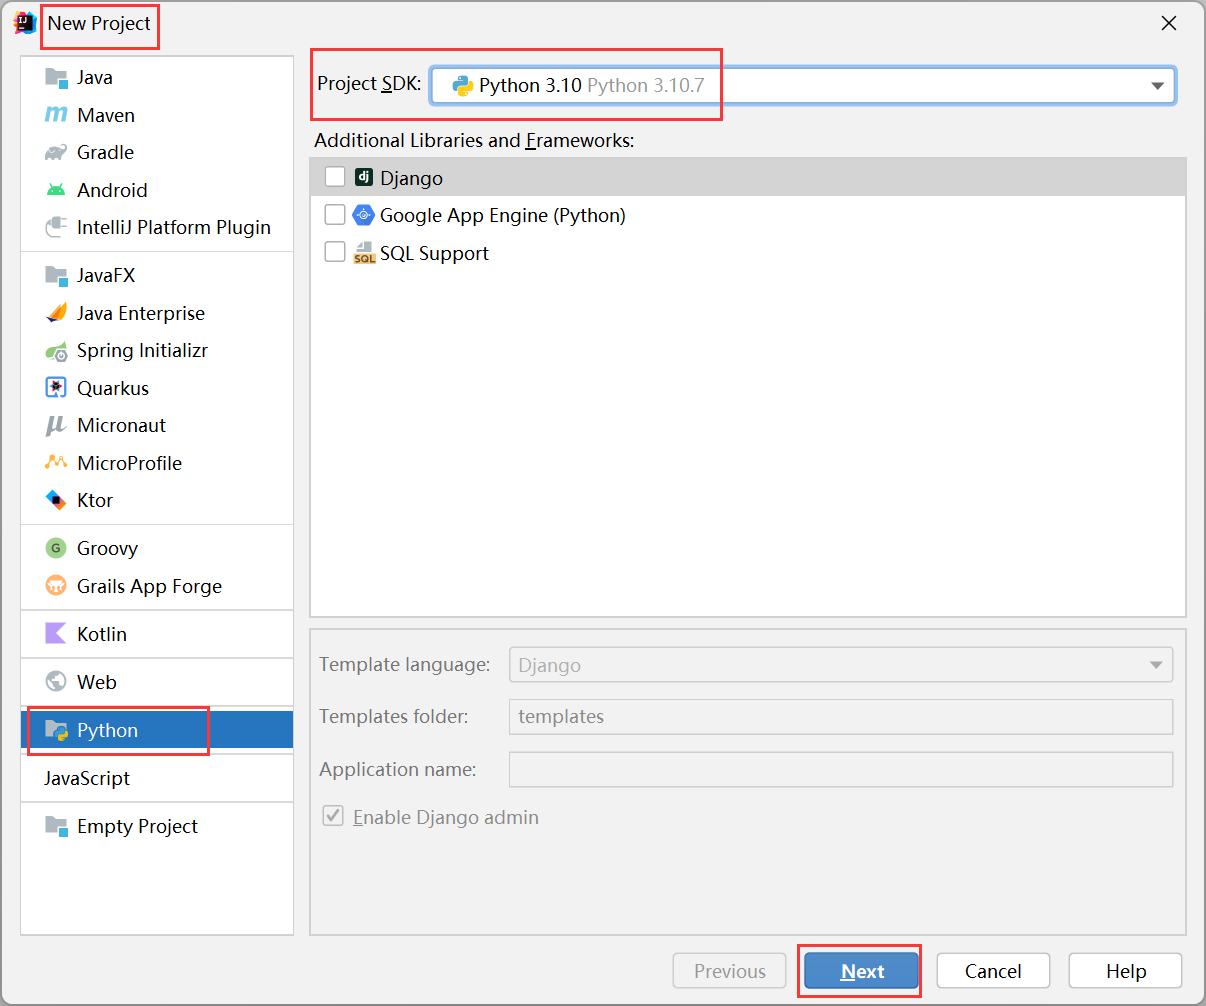 New Project
Java
Maven
Gradle
Android
IntelliJ Platform Plugin
JavaFX
Java Enterprise
Spring Initializr
Quarkus
Micronaut
MicroProfile
Ktor
Groovy
Grails App Forge
Kotlin
Web
Python
JavaScript
Empty Project
Project SDK: Python 3.10 Python 3.10.7
Additional Libraries and Frameworks:
Django
Google App Engine (Python)
SQL Support
Template language: Django
Templates folder: templates
Application name:
Enable Django admin
Previous Next Cancel Help